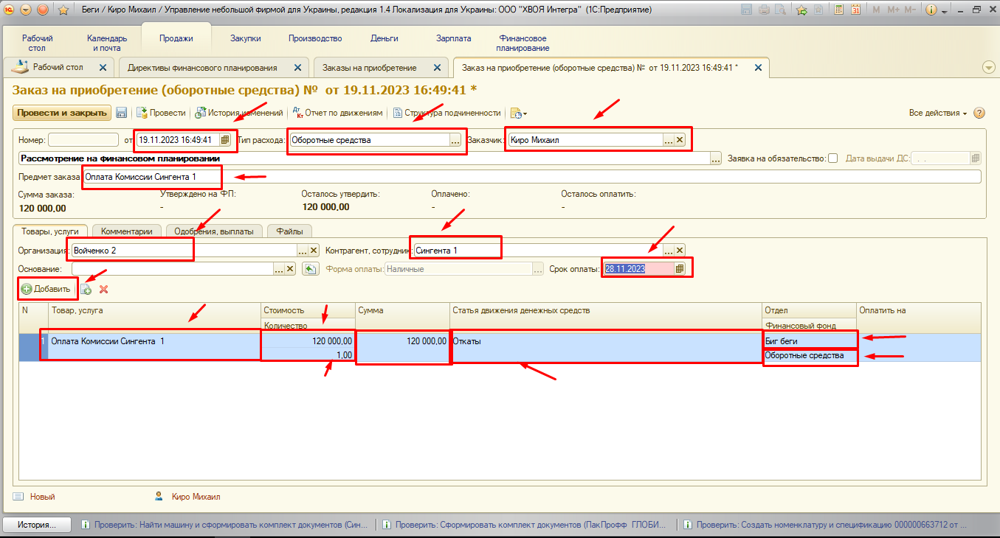 Беги / Киро Михаил / Управление небольшой фирмой для Украины, редакция 1.4 Локализация для Украины: ООО "ХВОЯ Интегра" (1С:Предприятие)
M M+ M-
Рабочий стол
Календарь и почта
Продажи
Закупки
Производство
Деньги
Зарплата
Финансовое планирование
Рабочий стол
Директивы финансового планирования
Заказы на приобретение
Заказ на приобретение (оборотные средства) № от 19.11.2023 16:49:41 *
Заказ на приобретение (оборотные средства) № от 19.11.2023 16:49:41 *
Провести и закрыть
Провести
История изменений
Дт Кт Отчет по движениям
Структура подчиненности
Все действия
Номер:
от 19.11.2023 16:49:41
Тип расхода: Оборотные средства
Заказчик: Киро Михаил
Рассмотрение на финансовом планировании
Заявка на обязательство:
Дата выдачи ДС: . .
Предмет заказа: Оплата Комиссии Сингента 1
Сумма заказа:
Утверждено на ФП:
Осталось утвердить:
Оплачено:
Осталось оплатить:
120 000,00
-
120 000,00
-
-
Товары, услуги
Комментарии
Одобрения, выплаты
Файлы
Организация: Войченко 2
Контрагент, сотрудник: Сингента 1
Основание:
Форма оплаты: Наличные
Срок оплаты: 28.11.2023
Добавить
N
Товар, услуга
Стоимость
Сумма
Статья движения денежных средств
Отдел
Оплатить на
Количество
Финансовый фонд
1
Оплата Комиссии Сингента 1
120 000,00
120 000,00
Откаты
Биг беги
1,00
Оборотные средства
Новый
Киро Михаил
История...
Проверить: Найти машину и сформировать комплект документов (Син...
Проверить: Сформировать комплект документов (ПакПрофф ГЛОБИ...
Проверить: Создать номенклатуру и спецификацию 000000663712 от ...